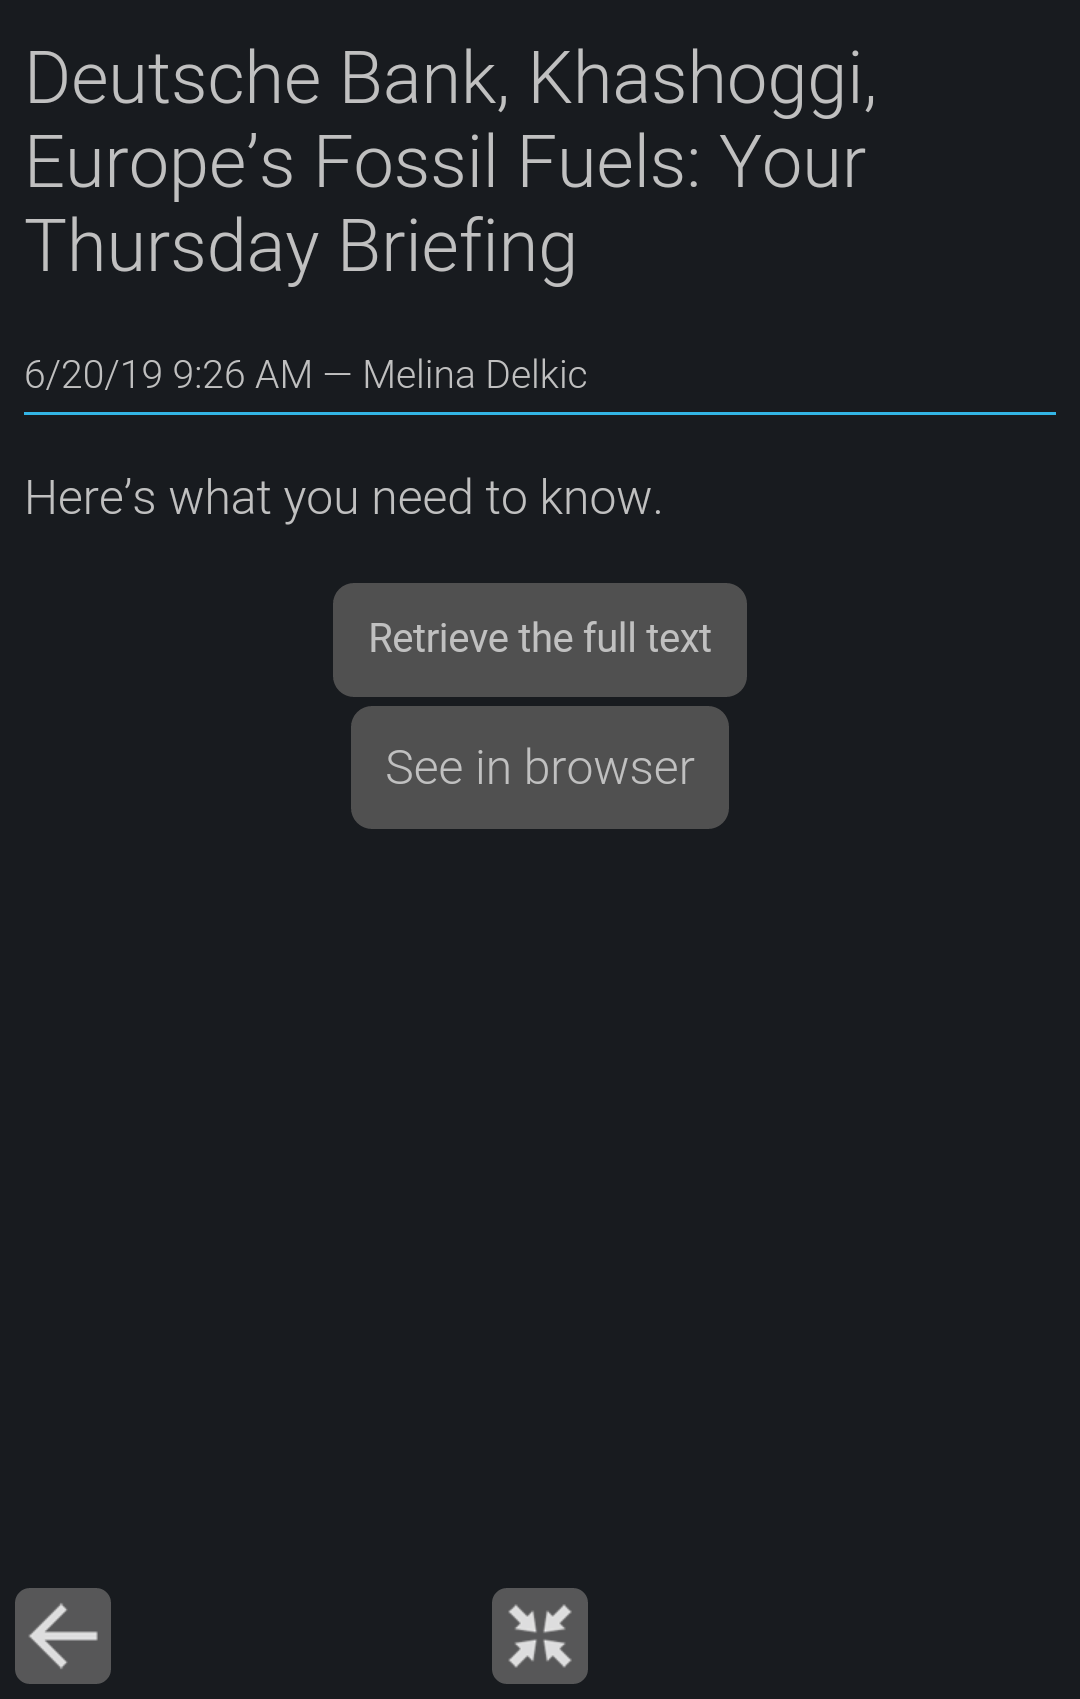 Deutsche Bank, Khashoggi,
Europe’s Fossil Fuels: Your
Thursday Briefing
6/20/19 9:26 AM — Melina Delkic
Here’s what you need to know.
Retrieve the full text
See in browser